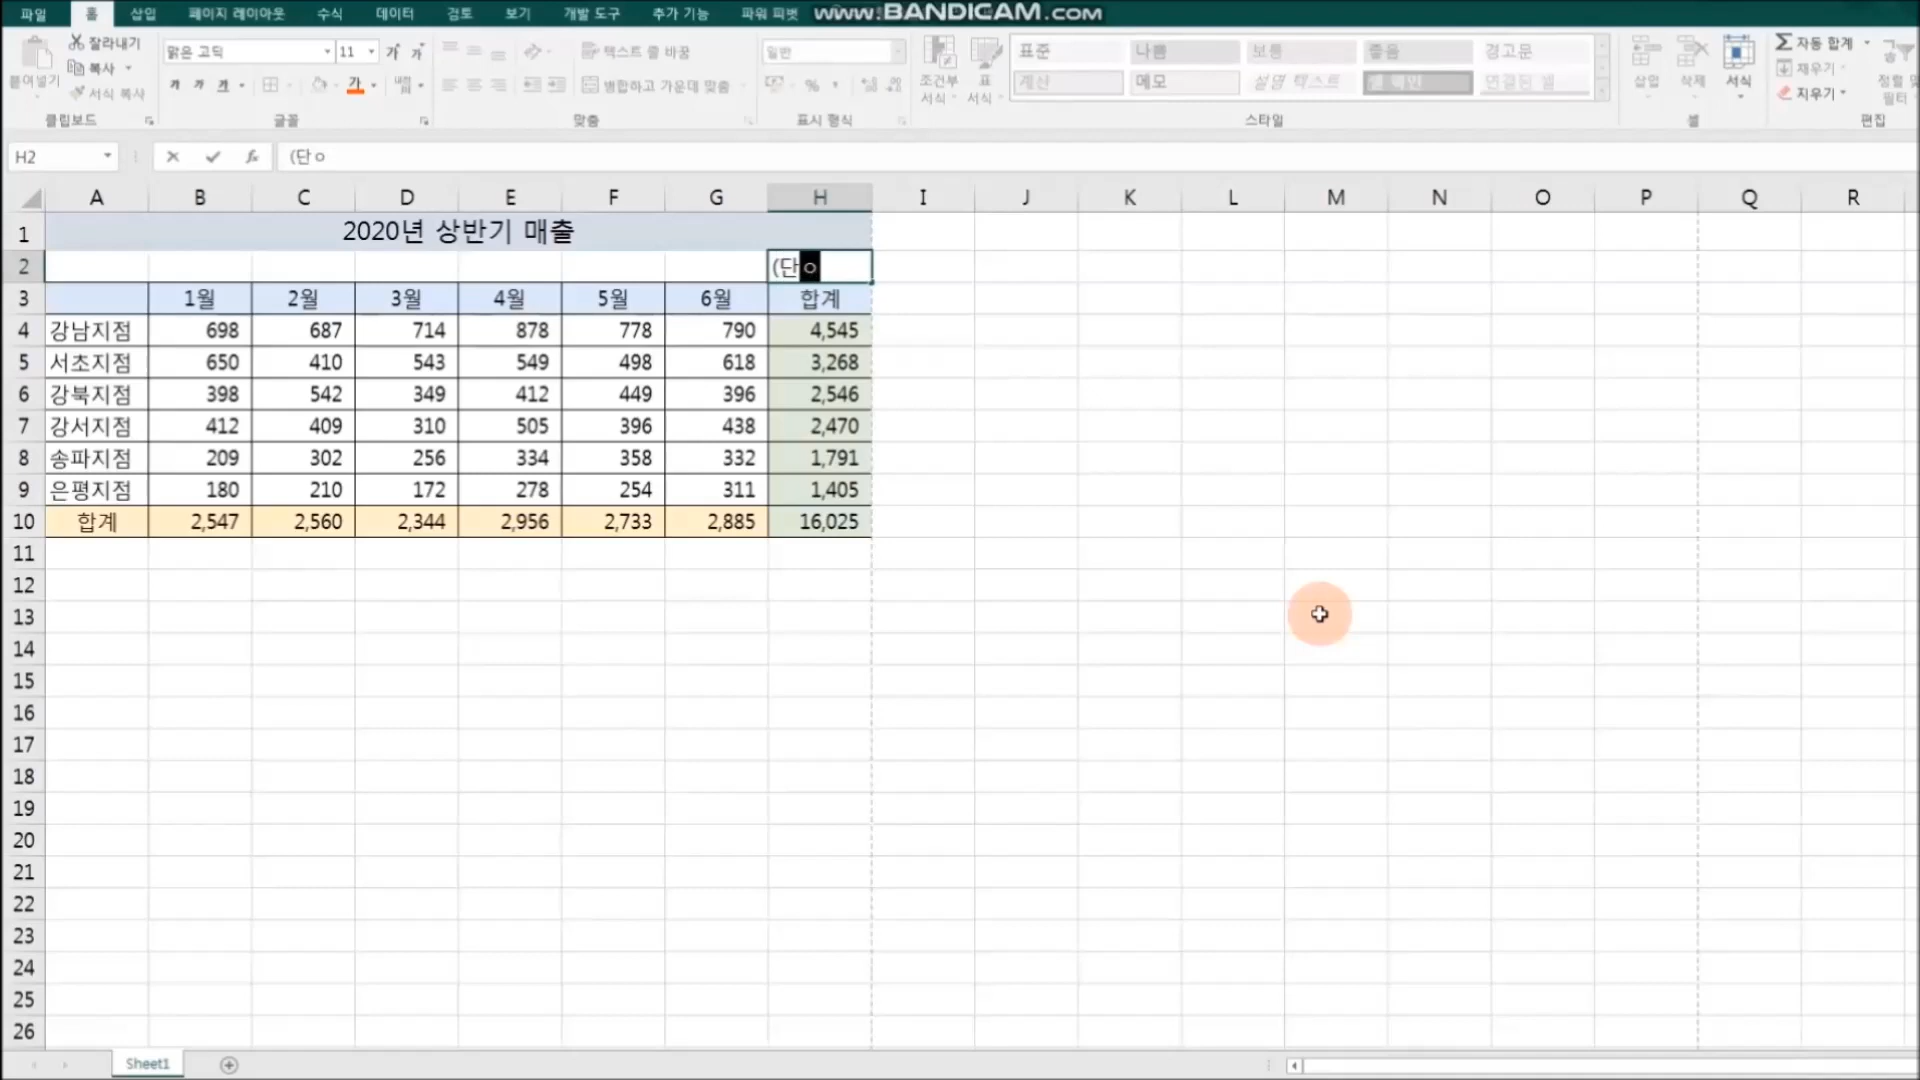 파일 홈 삽입 페이지 레이아웃 수식 데이터 검토 보기 개발 도구 추가 기능 파워 피벗 www.BANDICAM.com
잘라내기 맑은 고딕 11 가 가 텍스트 줄 바꿈 일반 표준 나쁨 보통 좋음 경고문 자동 합계
붙여넣기 복사 조건부 서식 표 서식 삽입 삭제 서식 채우기
서식 복사 가 가 가 가 병합하고 가운데 맞춤 % 계산 메모 설명 텍스트 셀 확인 연결된 셀 지우기 정렬 및 필터
클립보드 글꼴 맞춤 표시 형식 스타일 셀 편집
H2 fx (단ㅇ
A B C D E F G H I J K L M N O P Q R
1 2020년 상반기 매출
2 (단ㅇ
3 1월 2월 3월 4월 5월 6월 합계
4 강남지점 698 687 714 878 778 790 4,545
5 서초지점 650 410 543 549 498 618 3,268
6 강북지점 398 542 349 412 449 396 2,546
7 강서지점 412 409 310 505 396 438 2,470
8 송파지점 209 302 256 334 358 332 1,791
9 은평지점 180 210 172 278 254 311 1,405
10 합계 2,547 2,560 2,344 2,956 2,733 2,885 16,025
11
12
13
14
15
16
17
18
19
20
21
22
23
24
25
26
Sheet1